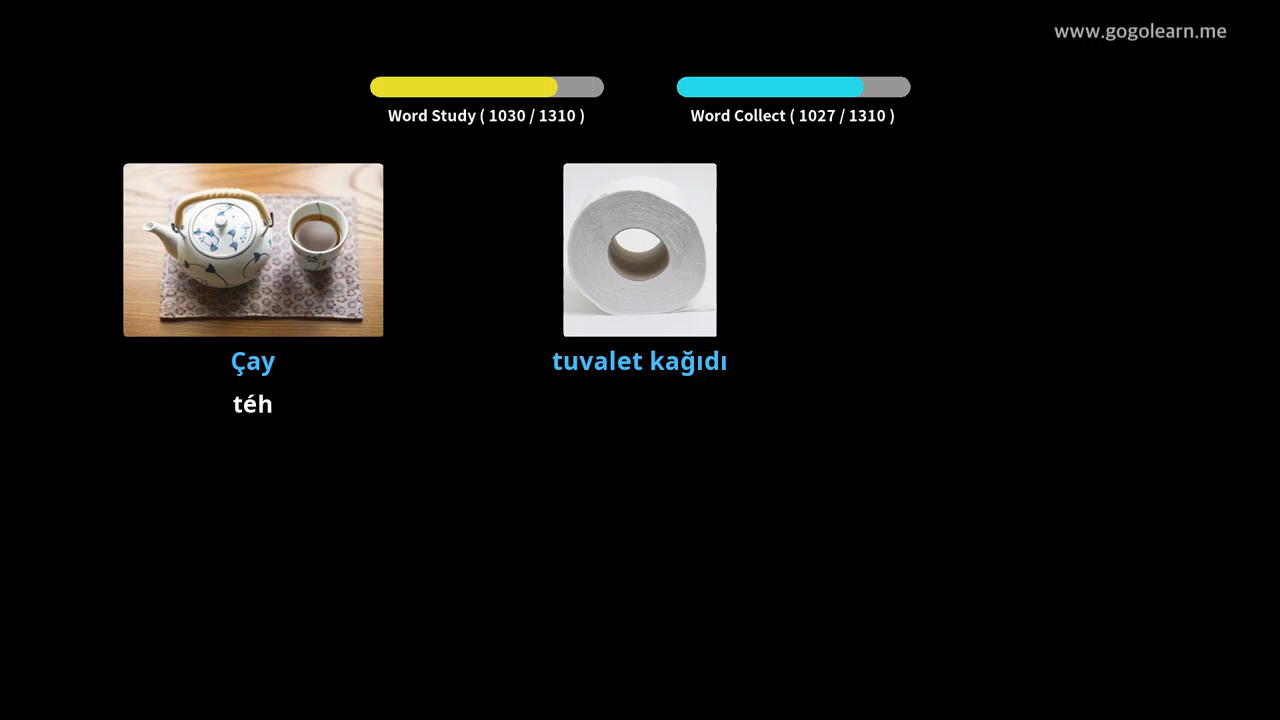 www.gogolearn.me
Word Study ( 1030 / 1310 )
Word Collect ( 1027 / 1310 )
Çay
téh
tuvalet kağıdı